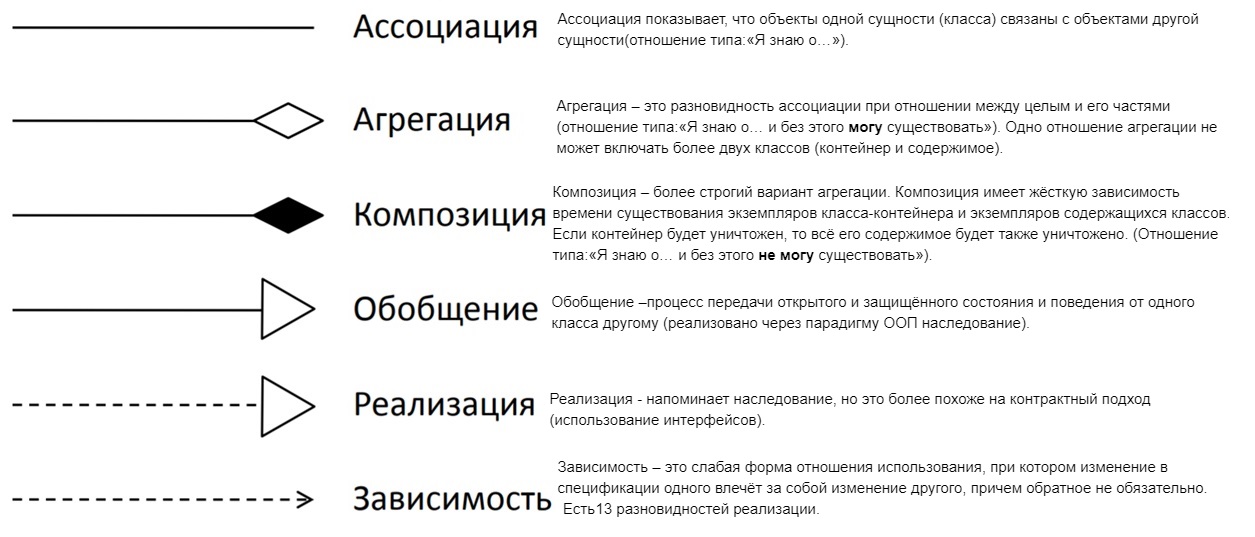 Ассоциация
Ассоциация показывает, что объекты одной сущности (класса) связаны с объектами другой
сущности(отношение типа:«Я знаю о…»).
Агрегация
Агрегация – это разновидность ассоциации при отношении между целым и его частями
(отношение типа:«Я знаю о… и без этого могу существовать»). Одно отношение агрегации не
может включать более двух классов (контейнер и содержимое).
Композиция
Композиция – более строгий вариант агрегации. Композиция имеет жёсткую зависимость
времени существования экземпляров класса-контейнера и экземпляров содержащихся классов.
Если контейнер будет уничтожен, то всё его содержимое будет также уничтожено. (Отношение
типа:«Я знаю о… и без этого не могу существовать»).
Обобщение
Обобщение –процесс передачи открытого и защищённого состояния и поведения от одного
класса другому (реализовано через парадигму ООП наследование).
Реализация
Реализация - напоминает наследование, но это более похоже на контрактный подход
(использование интерфейсов).
Зависимость
Зависимость – это слабая форма отношения использования, при котором изменение в
спецификации одного влечёт за собой изменение другого, причем обратное не обязательно.
Есть13 разновидностей реализации.